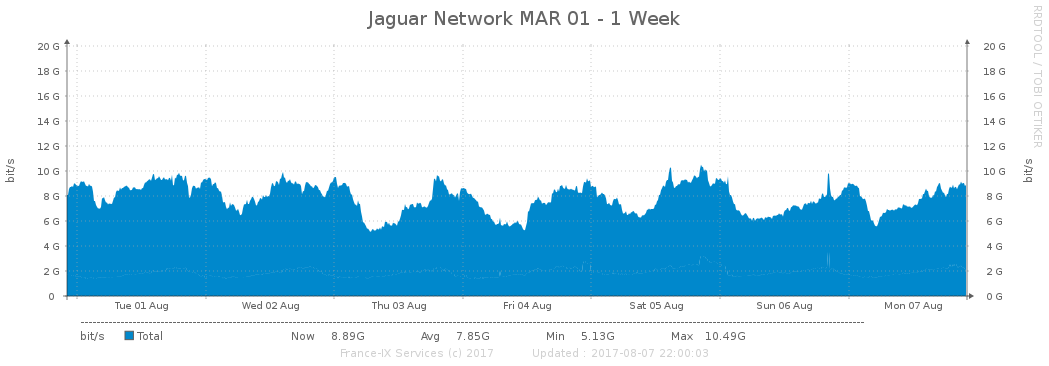 Jaguar Network MAR 01 - 1 Week
RRDTOOL / TOBI OETIKER
20 G 20 G
18 G 18 G
16 G 16 G
14 G 14 G
12 G 12 G
10 G 10 G
8 G 8 G
6 G 6 G
4 G 4 G
2 G 2 G
0 0 G
bit/s bit/s
Tue 01 Aug Wed 02 Aug Thu 03 Aug Fri 04 Aug Sat 05 Aug Sun 06 Aug Mon 07 Aug
bit/s Total Now 8.89G Avg 7.85G Min 5.13G Max 10.49G
France-IX Services (c) 2017 Updated : 2017-08-07 22:00:03